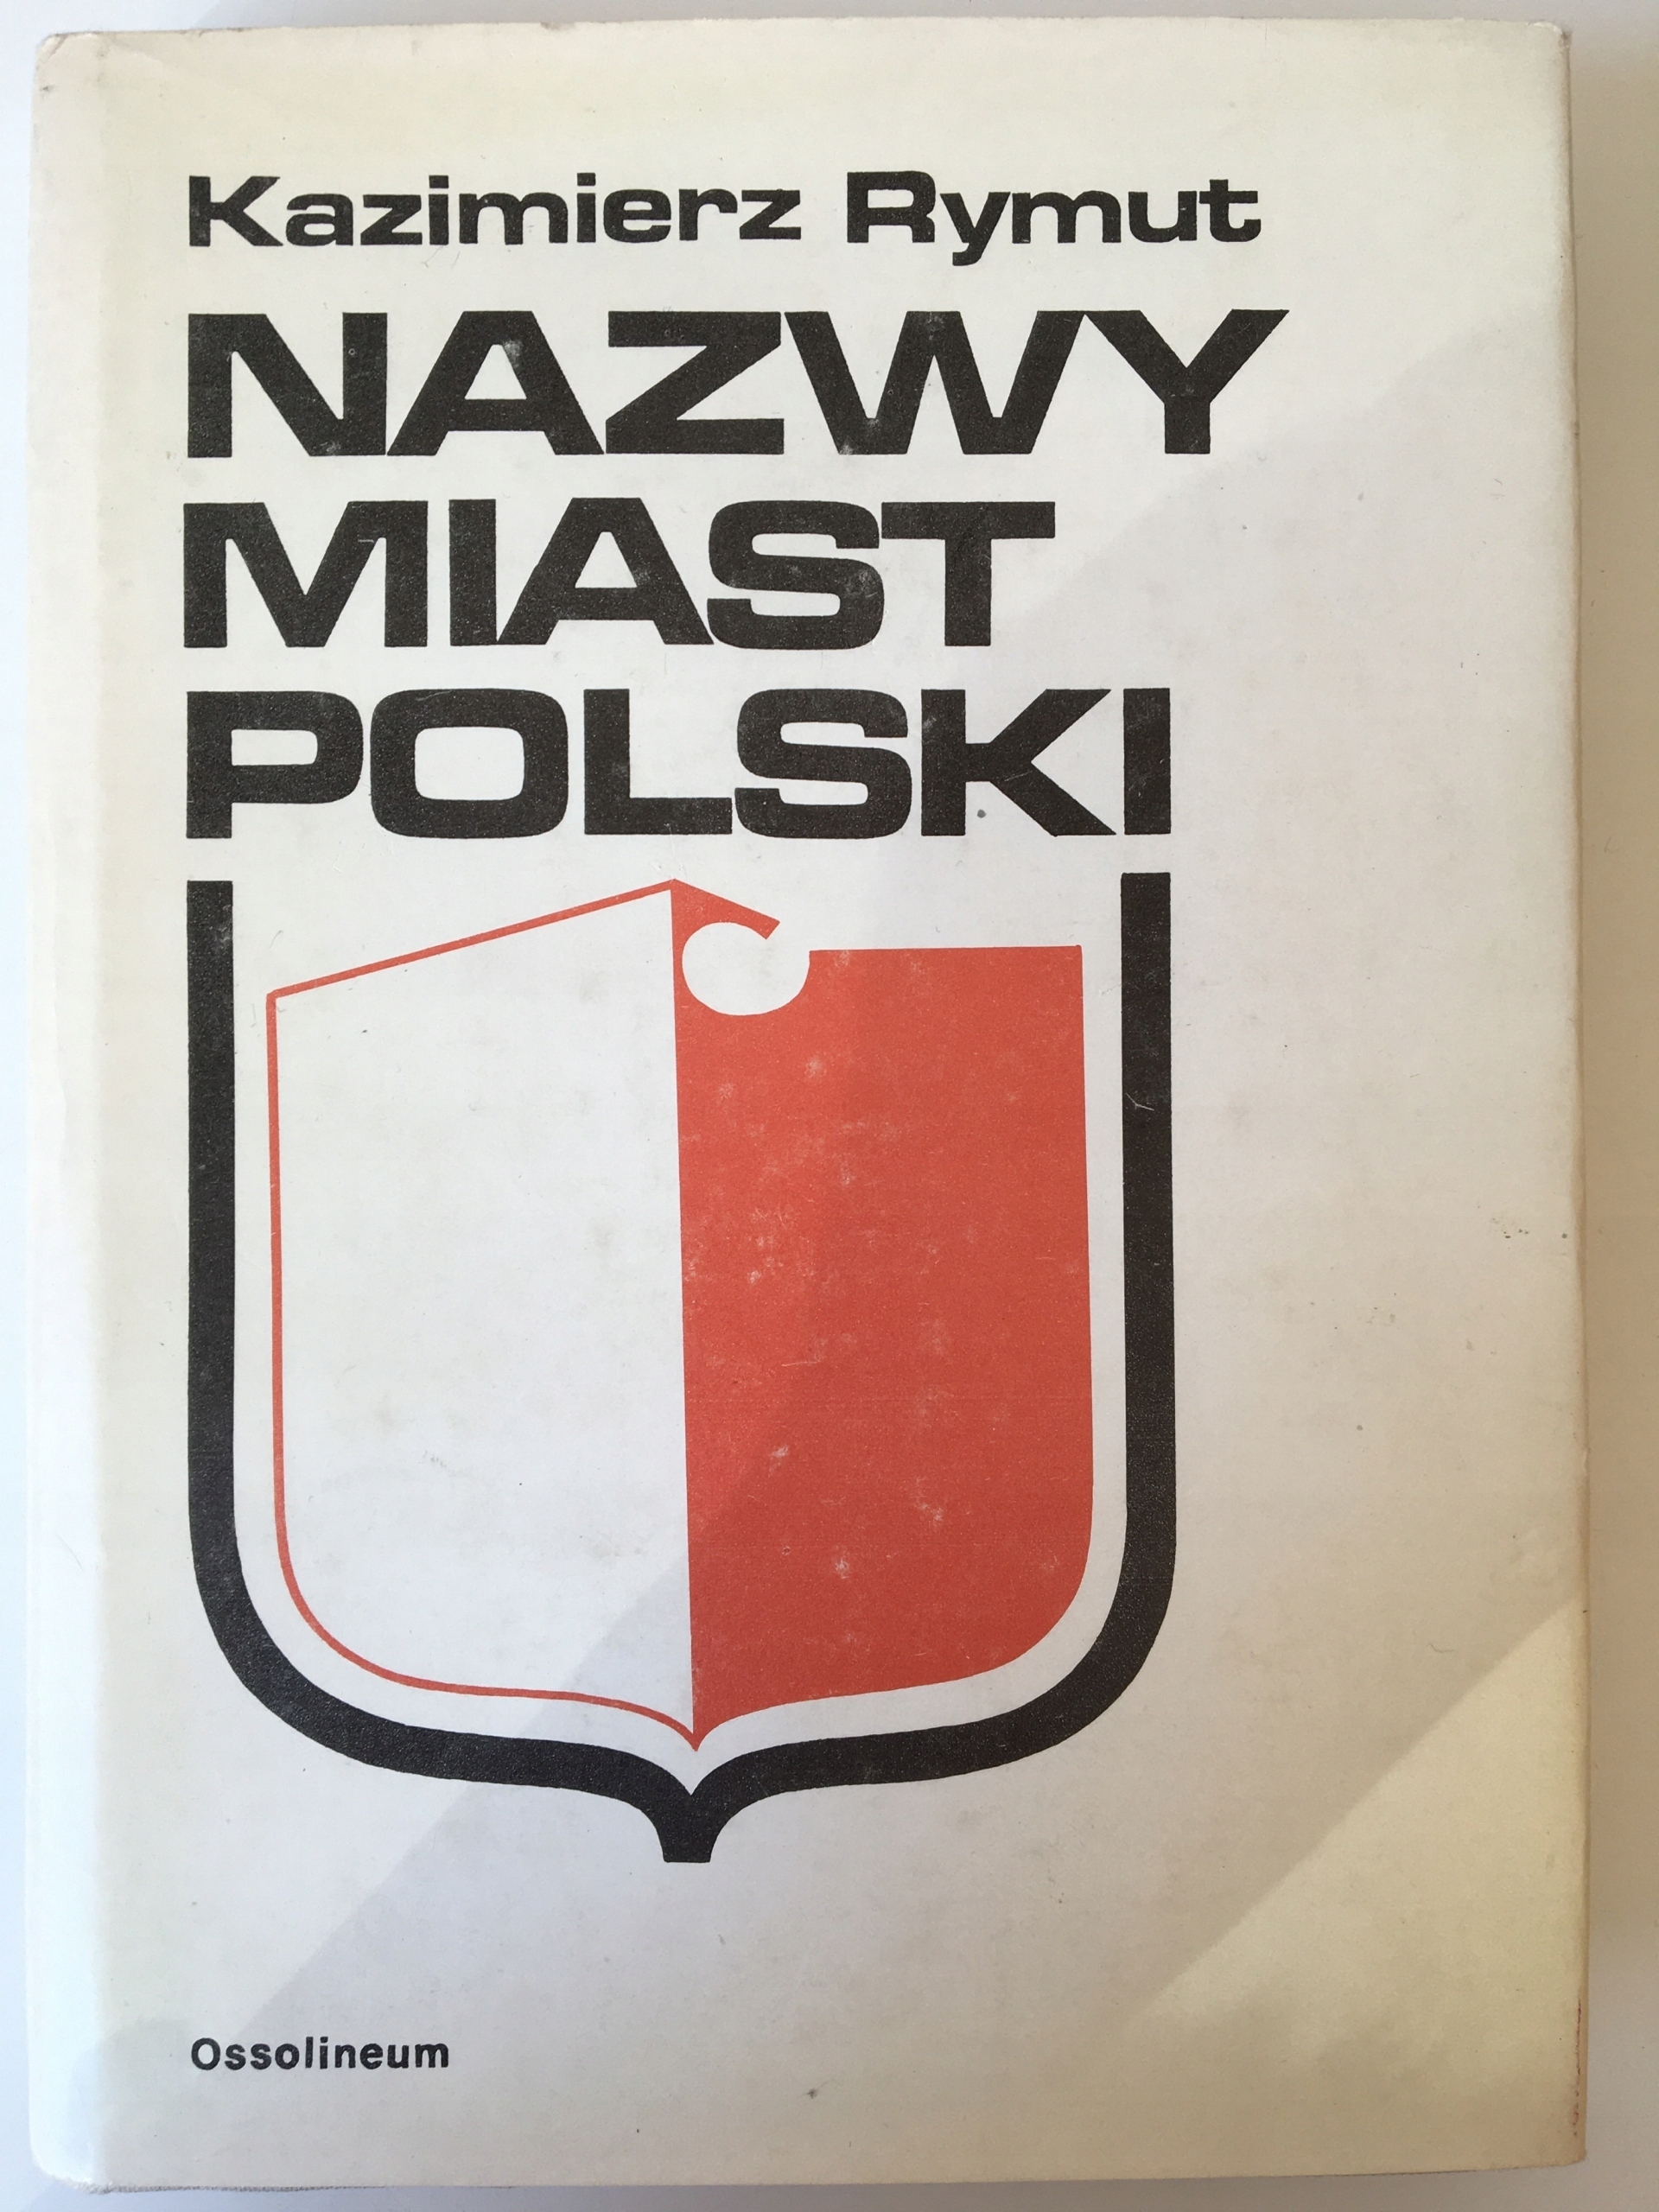 Kazimierz Rymut
NAZWY
MIAST
POLSKI
Ossolineum